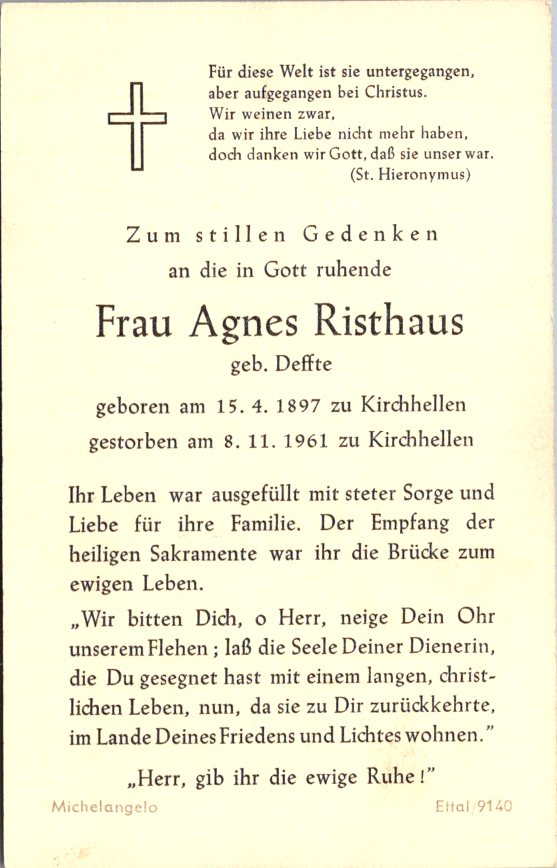 Für diese Welt ist sie untergegangen,
aber aufgegangen bei Christus.
Wir weinen zwar,
da wir ihre Liebe nicht mehr haben,
doch danken wir Gott, daß sie unser war.
(St. Hieronymus)
Zum stillen Gedenken
an die in Gott ruhende
Frau Agnes Risthaus
geb. Deffte
geboren am 15. 4. 1897 zu Kirchhellen
gestorben am 8. 11. 1961 zu Kirchhellen
Ihr Leben war ausgefüllt mit steter Sorge und
Liebe für ihre Familie. Der Empfang der
heiligen Sakramente war ihr die Brücke zum
ewigen Leben.
„Wir bitten Dich, o Herr, neige Dein Ohr
unserem Flehen; laß die Seele Deiner Dienerin,
die Du gesegnet hast mit einem langen, christ-
lichen Leben, nun, da sie zu Dir zurückkehrte,
im Lande Deines Friedens und Lichtes wohnen.”
„Herr, gib ihr die ewige Ruhe!”
Michelangelo Ettal/9140